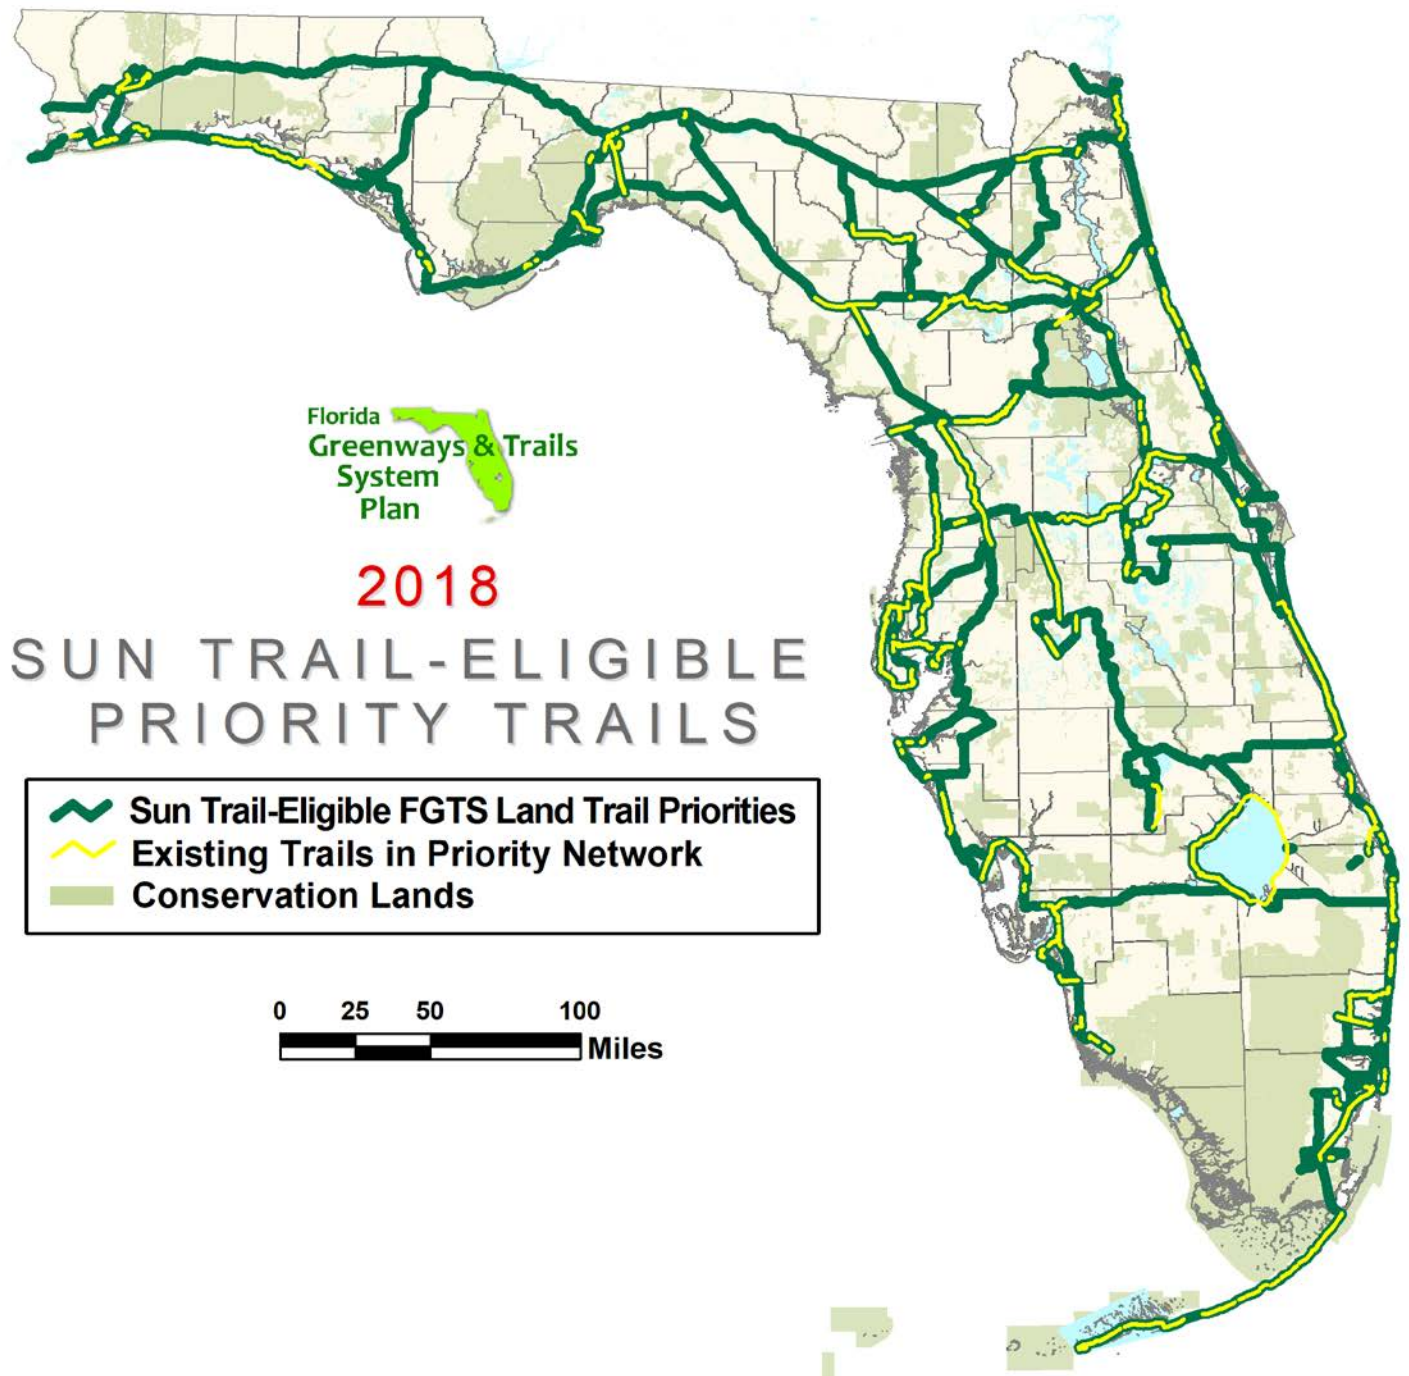 Florida
Greenways & Trails
System
Plan
2018
SUN TRAIL-ELIGIBLE
PRIORITY TRAILS
Sun Trail-Eligible FGTS Land Trail Priorities
Existing Trails in Priority Network
Conservation Lands
0 25 50 100
Miles